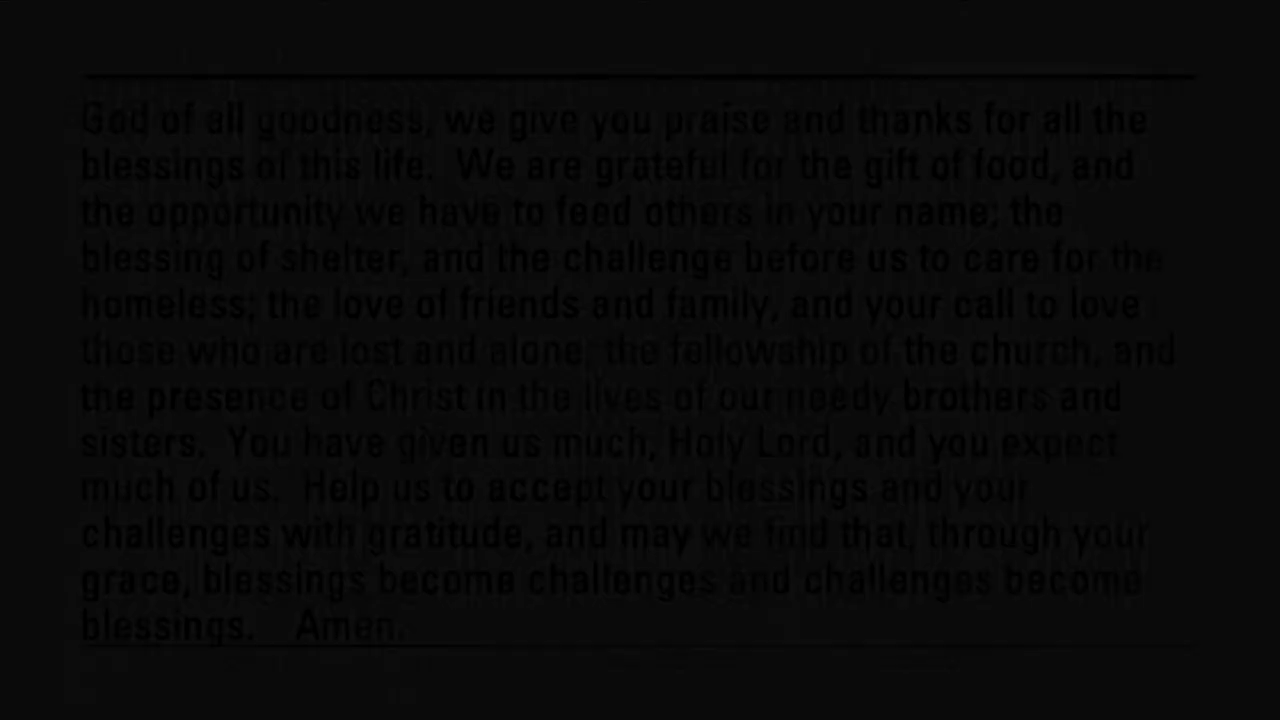 God of all goodness, we give you praise and thanks for all the
blessings of this life.  We are grateful for the gift of food, and
the opportunity we have to feed others in your name; the
blessing of shelter, and the challenge before us to care for the
homeless; the love of friends and family, and your call to love
those who are lost and alone; the fellowship of the church, and
the presence of Christ in the lives of our needy brothers and
sisters.  You have given us much, Holy Lord, and you expect
much of us.  Help us to accept your blessings and your
challenges with gratitude, and may we find that, through your
grace, blessings become challenges and challenges become
blessings.   Amen.